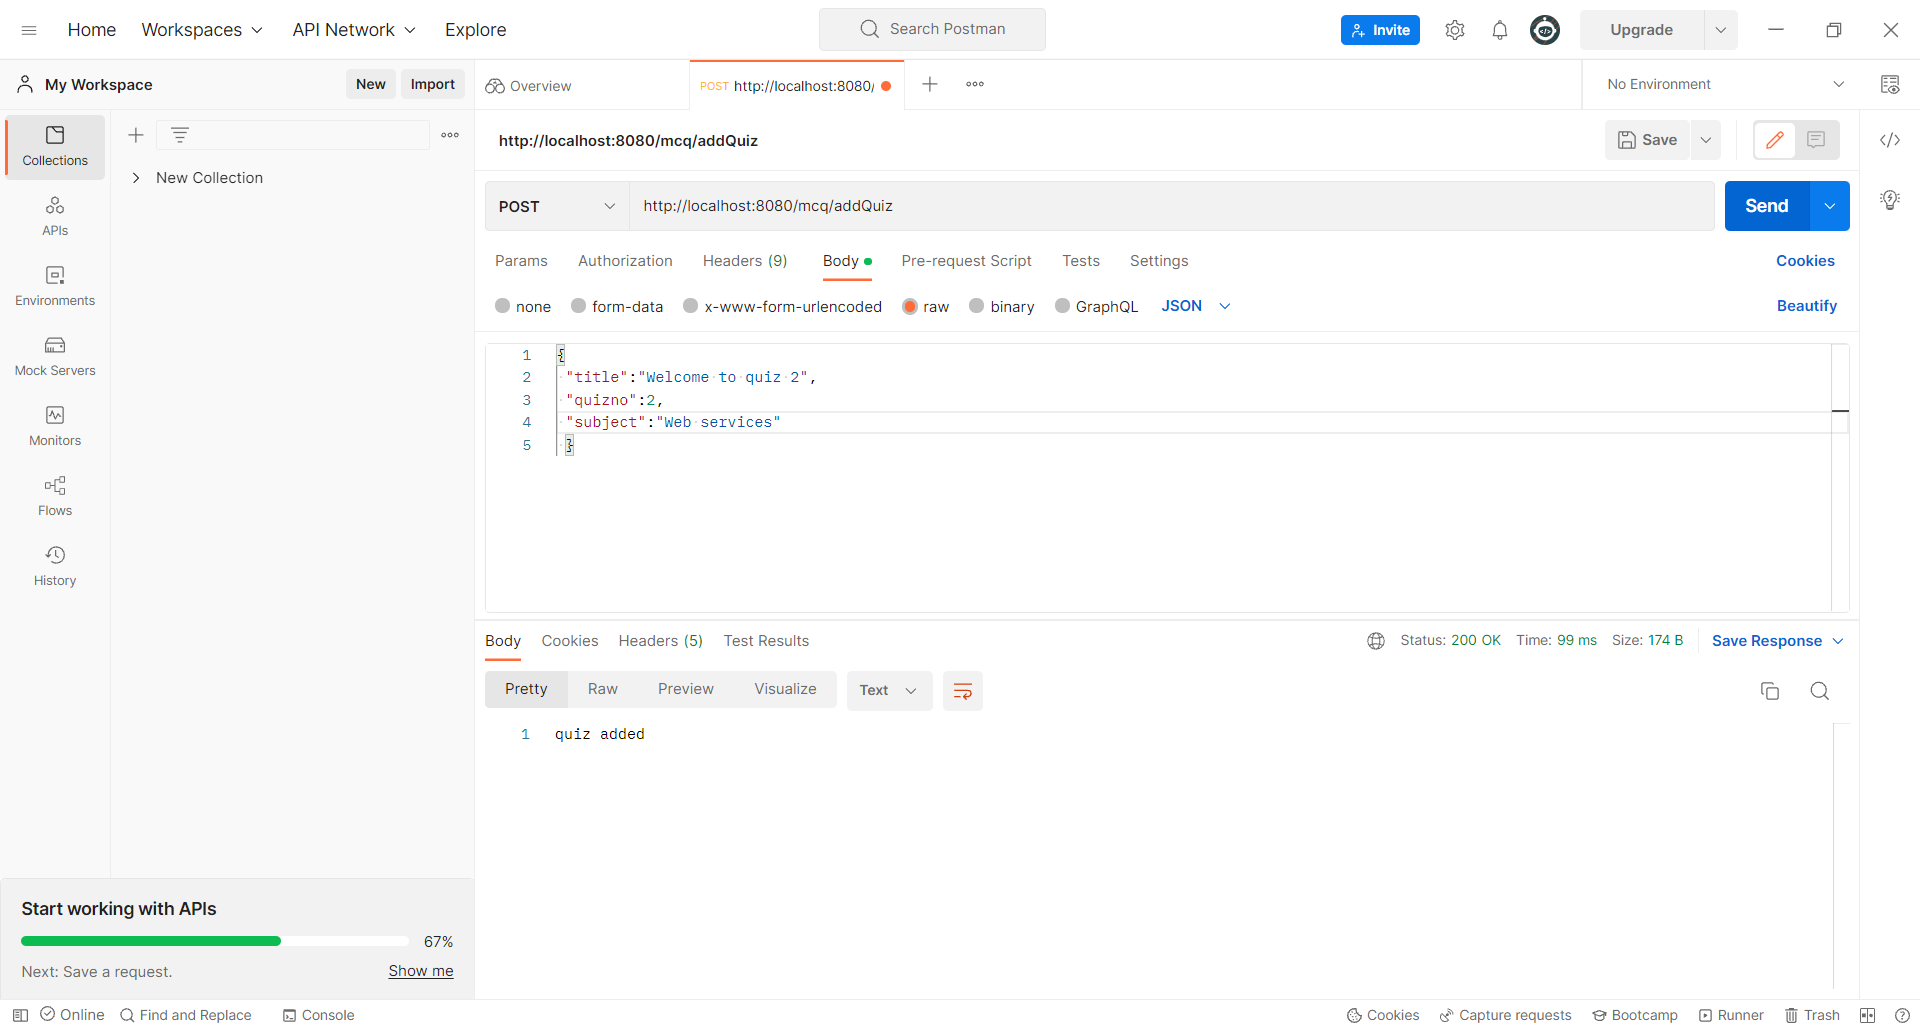 Home Workspaces API Network Explore Search Postman Invite Upgrade
My Workspace New Import Overview POST http://localhost:8080/ No Environment
http://localhost:8080/mcq/addQuiz Save
Collections
New Collection
APIs
Environments
Mock Servers
Monitors
Flows
History
POST http://localhost:8080/mcq/addQuiz Send
Params Authorization Headers (9) Body Pre-request Script Tests Settings Cookies
none form-data x-www-form-urlencoded raw binary GraphQL JSON Beautify
1 {
2 "title":"Welcome to quiz 2",
3 "quizno":2,
4 "subject":"Web services"
5 }
Body Cookies Headers (5) Test Results Status: 200 OK Time: 99 ms Size: 174 B Save Response
Pretty Raw Preview Visualize Text
1 quiz added
Start working with APIs
67%
Next: Save a request. Show me
Online Find and Replace Console Cookies Capture requests Bootcamp Runner Trash